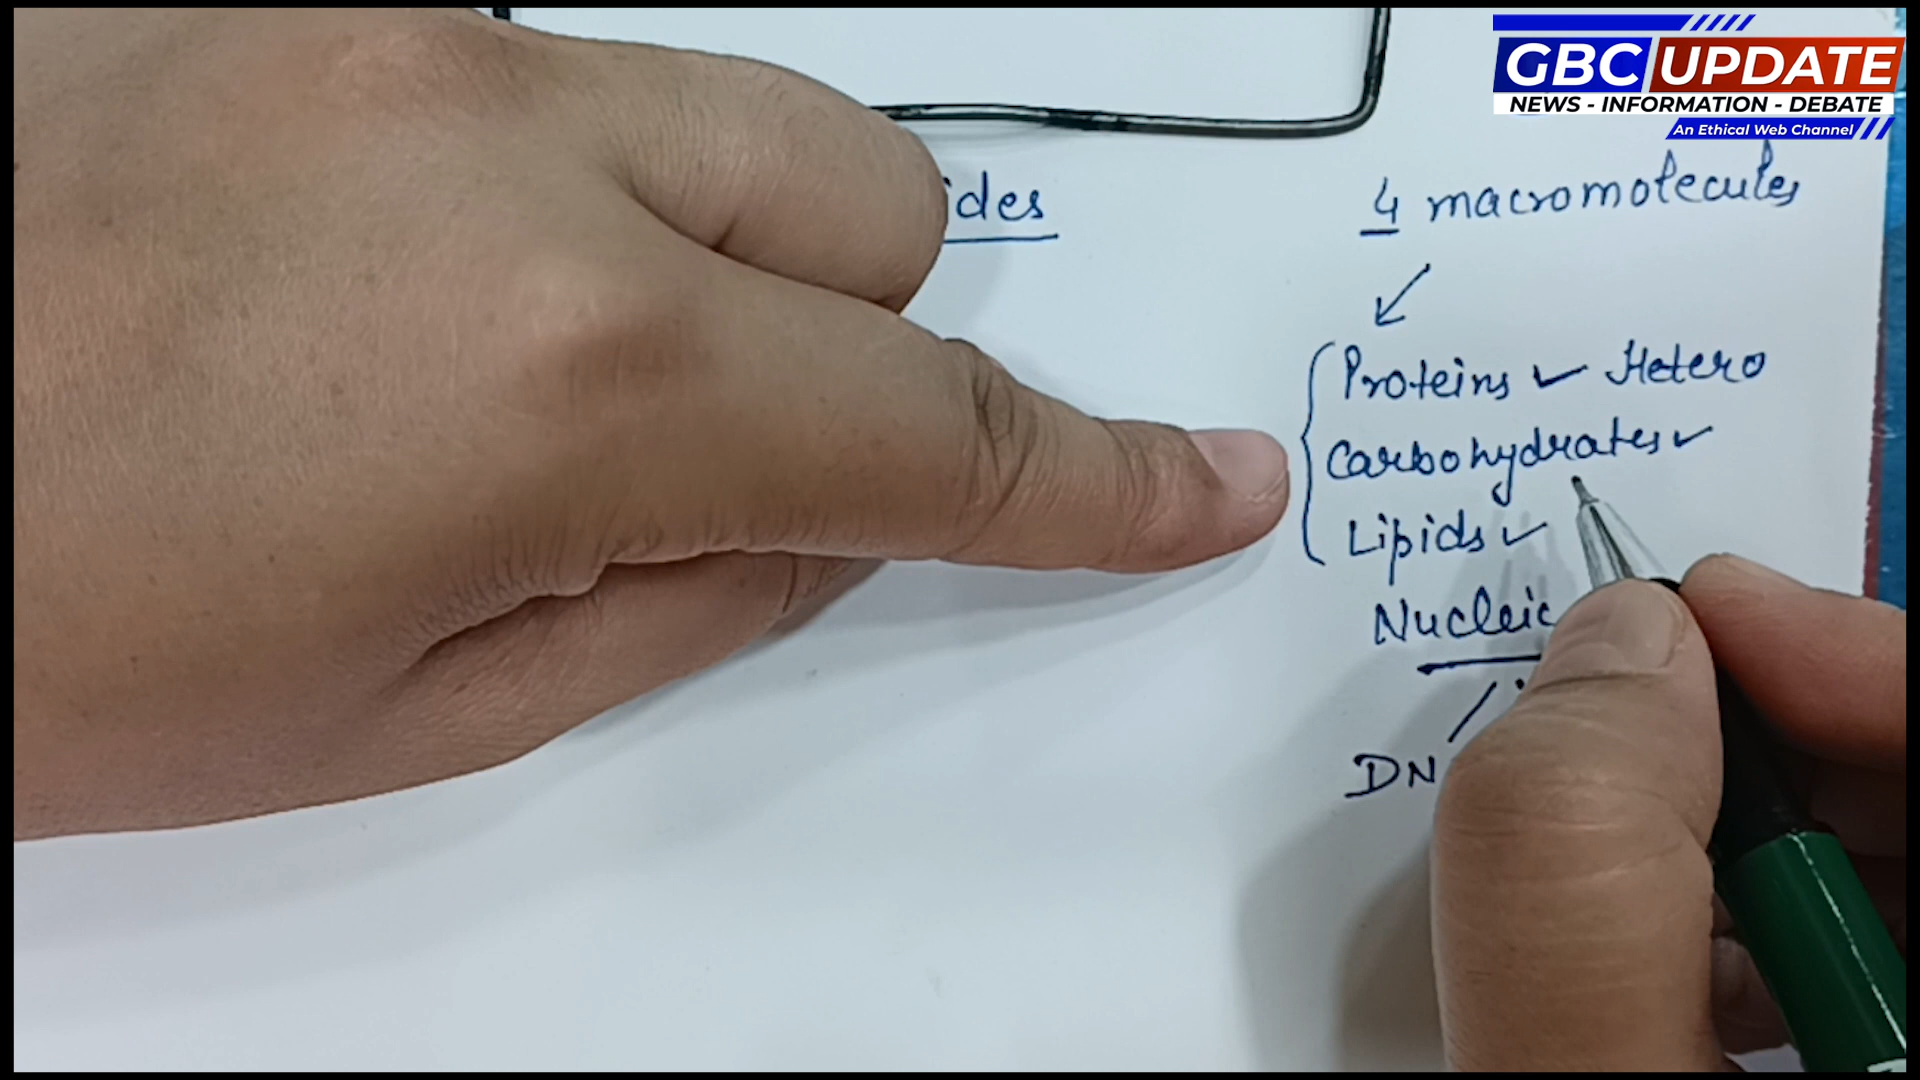 GBC UPDATE
NEWS - INFORMATION - DEBATE
An Ethical Web Channel
ides
4 macromolecules
Proteins ✓ Hetero
Carbohydrates ✓
Lipids ✓
Nucleic
DN